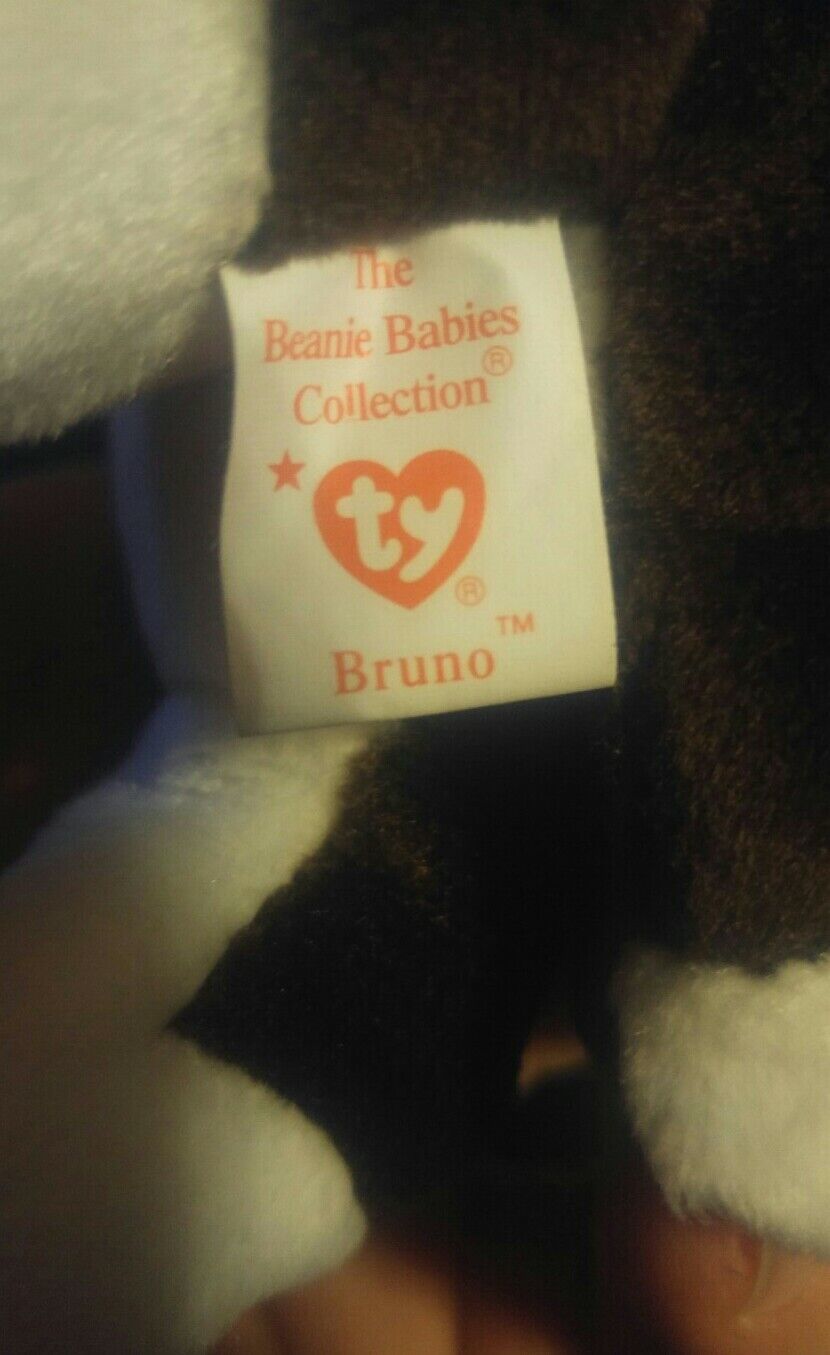 The
Beanie Babies
Collection®
★ ty®
Bruno™